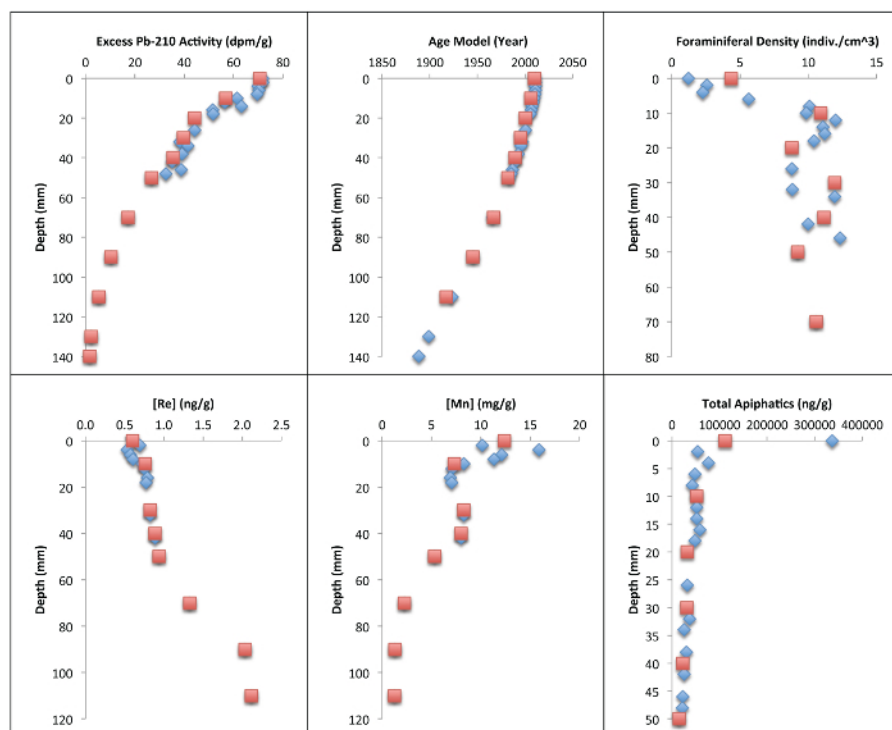 Excess Pb-210 Activity (dpm/g)
0 20 40 60 80
Depth (mm)
0
20
40
60
80
100
120
140
Age Model (Year)
1850 1900 1950 2000 2050
Depth (mm)
0
20
40
60
80
100
120
140
Foraminiferal Density (indiv./cm^3)
0 5 10 15
Depth (mm)
0
10
20
30
40
50
60
70
80
[Re] (ng/g)
0.0 0.5 1.0 1.5 2.0 2.5
Depth (mm)
0
20
40
60
80
100
120
[Mn] (mg/g)
0 5 10 15 20
Depth (mm)
0
20
40
60
80
100
120
Total Apiphatics (ng/g)
0 100000 200000 300000 400000
Depth (mm)
0
5
10
15
20
25
30
35
40
45
50